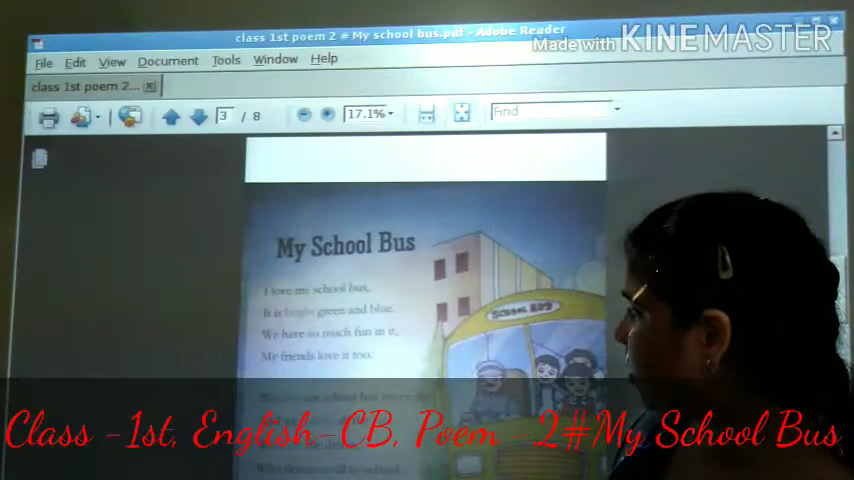 class 1st poem 2 # My school bus.pdf - Adobe Reader
Made with KINEMASTER
File Edit View Document Tools Window Help
class 1st poem 2...
3 / 8 17.1% Find
My School Bus
I love my school bus,
It is bright green and blue.
We have so much fun in it,
My friends love it too.
SCHOOL BUS
Class -1st, English-CB, Poem -2#My School Bus